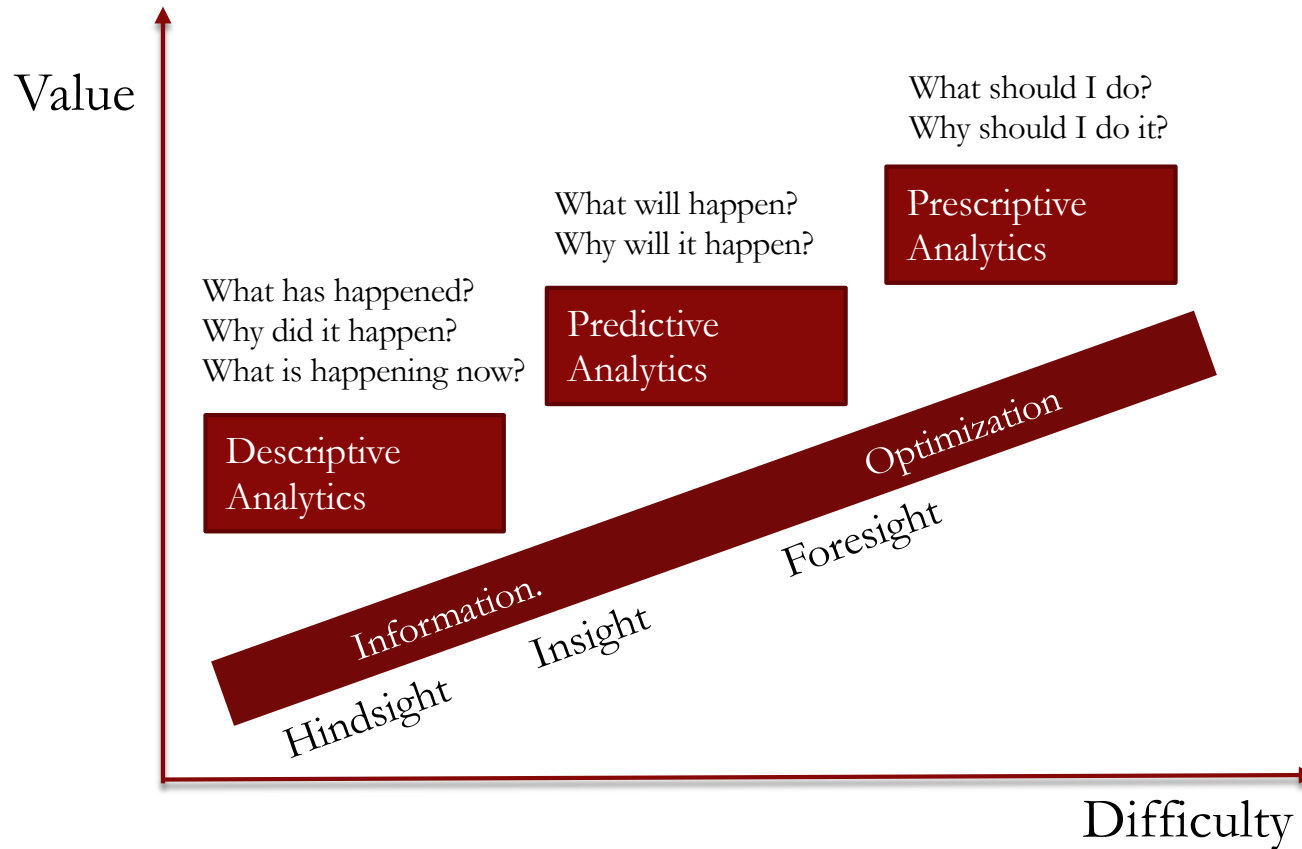 Value
What should I do?
Why should I do it?
Prescriptive
Analytics
What will happen?
Why will it happen?
Predictive
Analytics
What has happened?
Why did it happen?
What is happening now?
Descriptive
Analytics
Information.
Optimization
Hindsight
Insight
Foresight
Difficulty